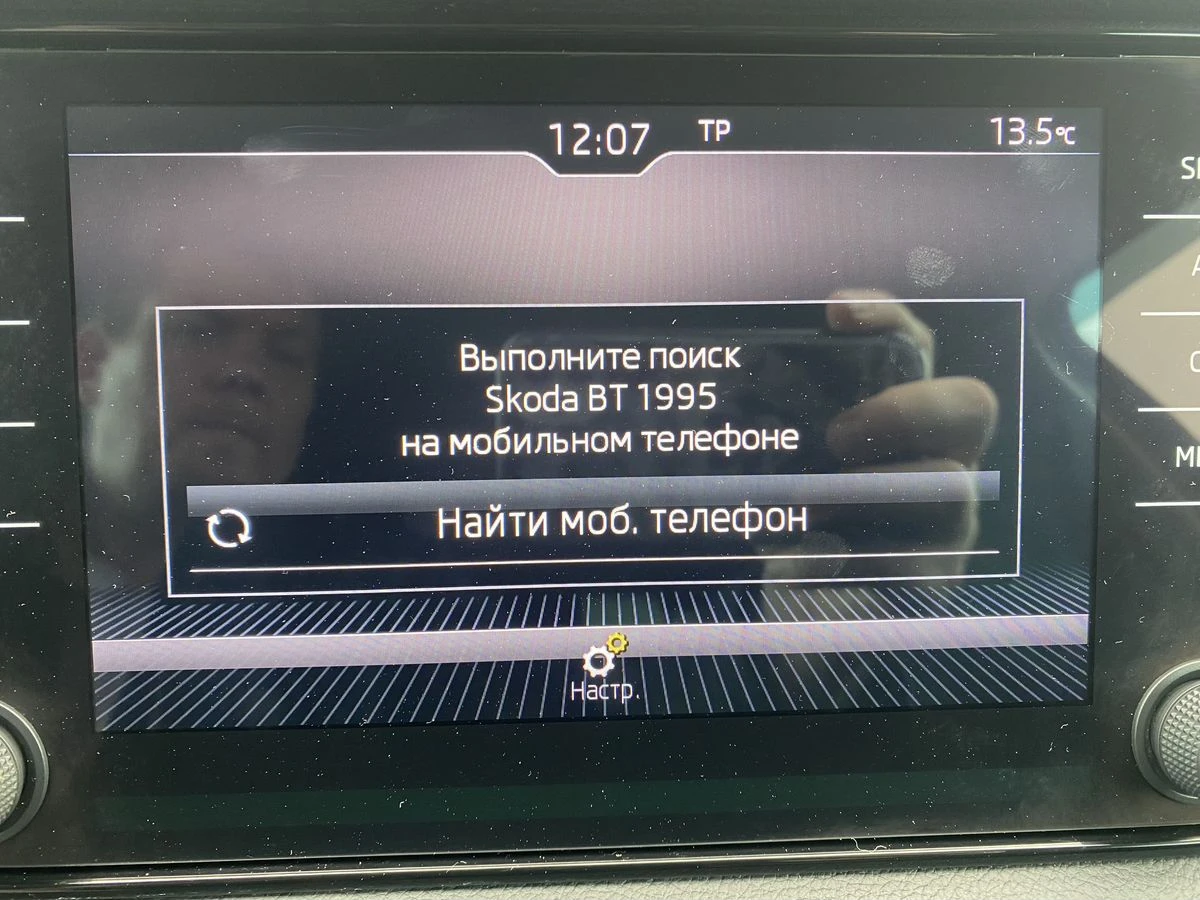 12:07 TP 13.5°C
Выполните поиск
Skoda BT 1995
на мобильном телефоне
Найти моб. телефон
Настр.